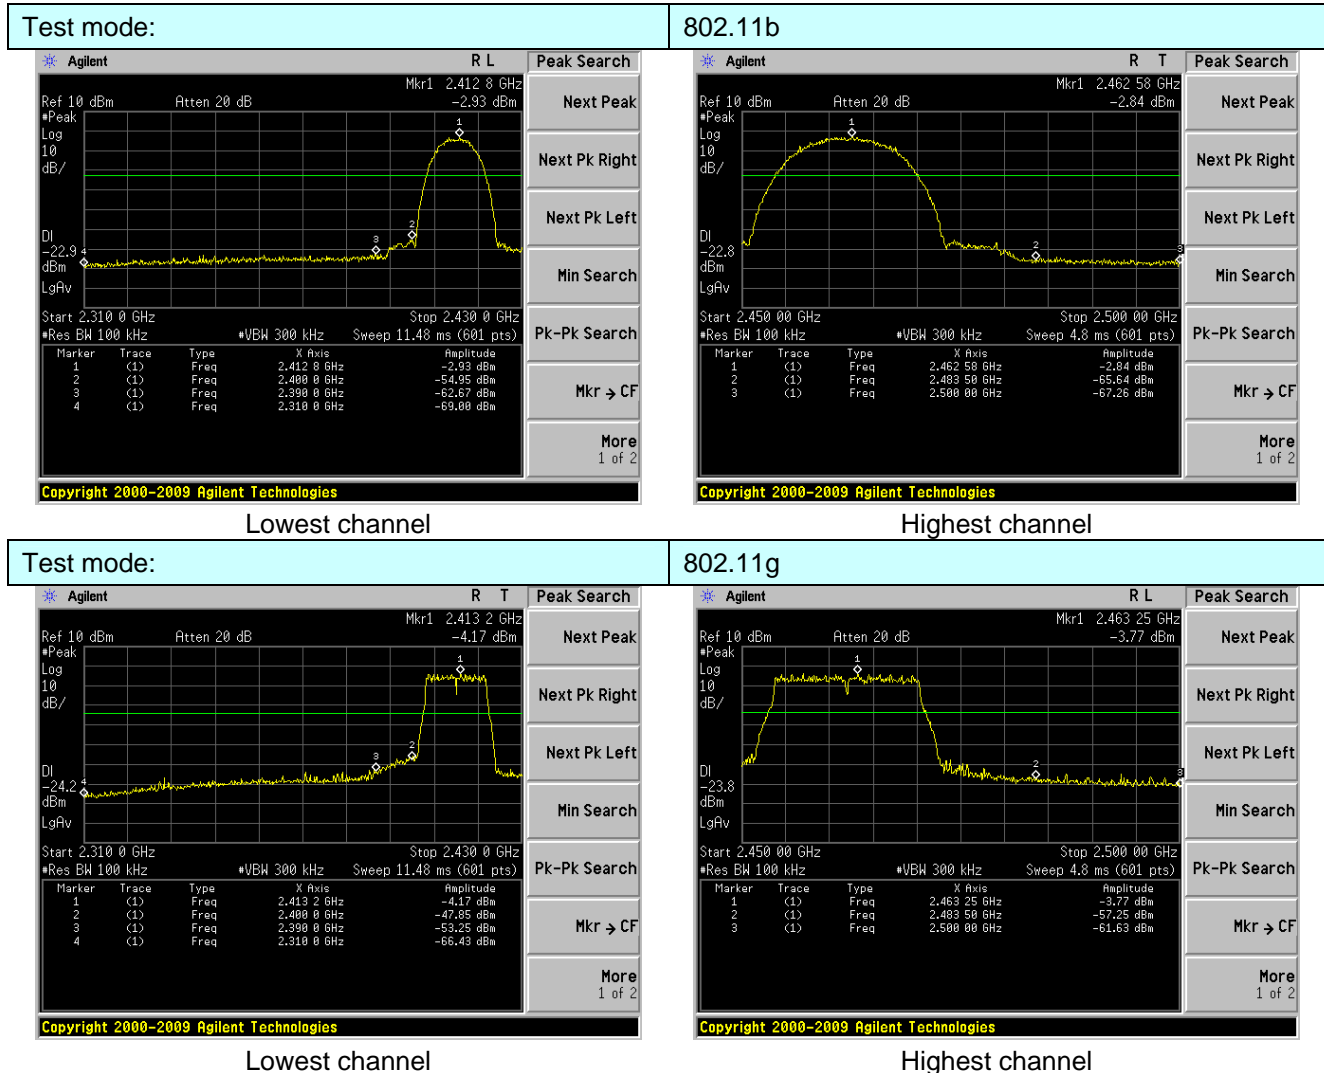 Test mode: 802.11b
Agilent R L Peak Search
Mkr1 2.412 8 GHz
Ref 10 dBm Atten 20 dB -2.93 dBm
#Peak
Log
10
dB/
1
2
3
4
DI
-22.9
dBm
LgAv
Start 2.310 0 GHz Stop 2.430 0 GHz
#Res BW 100 kHz #VBW 300 kHz Sweep 11.48 ms (601 pts)
Marker Trace Type X Axis Amplitude
1 (1) Freq 2.412 8 GHz -2.93 dBm
2 (1) Freq 2.400 0 GHz -54.95 dBm
3 (1) Freq 2.390 0 GHz -62.67 dBm
4 (1) Freq 2.310 0 GHz -69.00 dBm
Next Peak
Next Pk Right
Next Pk Left
Min Search
Pk-Pk Search
Mkr → CF
More
1 of 2
Copyright 2000-2009 Agilent Technologies
Lowest channel
Agilent R T Peak Search
Mkr1 2.462 58 GHz
Ref 10 dBm Atten 20 dB -2.84 dBm
#Peak
Log
10
dB/
1
2
3
DI
-22.8
dBm
LgAv
Start 2.450 00 GHz Stop 2.500 00 GHz
#Res BW 100 kHz #VBW 300 kHz Sweep 4.8 ms (601 pts)
Marker Trace Type X Axis Amplitude
1 (1) Freq 2.462 58 GHz -2.84 dBm
2 (1) Freq 2.483 50 GHz -65.64 dBm
3 (1) Freq 2.500 00 GHz -67.26 dBm
Next Peak
Next Pk Right
Next Pk Left
Min Search
Pk-Pk Search
Mkr → CF
More
1 of 2
Copyright 2000-2009 Agilent Technologies
Highest channel
Test mode: 802.11g
Agilent R T Peak Search
Mkr1 2.413 2 GHz
Ref 10 dBm Atten 20 dB -4.17 dBm
#Peak
Log
10
dB/
1
2
3
4
DI
-24.2
dBm
LgAv
Start 2.310 0 GHz Stop 2.430 0 GHz
#Res BW 100 kHz #VBW 300 kHz Sweep 11.48 ms (601 pts)
Marker Trace Type X Axis Amplitude
1 (1) Freq 2.413 2 GHz -4.17 dBm
2 (1) Freq 2.400 0 GHz -47.85 dBm
3 (1) Freq 2.390 0 GHz -53.25 dBm
4 (1) Freq 2.310 0 GHz -66.43 dBm
Next Peak
Next Pk Right
Next Pk Left
Min Search
Pk-Pk Search
Mkr → CF
More
1 of 2
Copyright 2000-2009 Agilent Technologies
Lowest channel
Agilent R L Peak Search
Mkr1 2.463 25 GHz
Ref 10 dBm Atten 20 dB -3.77 dBm
#Peak
Log
10
dB/
1
2
3
DI
-23.8
dBm
LgAv
Start 2.450 00 GHz Stop 2.500 00 GHz
#Res BW 100 kHz #VBW 300 kHz Sweep 4.8 ms (601 pts)
Marker Trace Type X Axis Amplitude
1 (1) Freq 2.463 25 GHz -3.77 dBm
2 (1) Freq 2.483 50 GHz -57.25 dBm
3 (1) Freq 2.500 00 GHz -61.63 dBm
Next Peak
Next Pk Right
Next Pk Left
Min Search
Pk-Pk Search
Mkr → CF
More
1 of 2
Copyright 2000-2009 Agilent Technologies
Highest channel